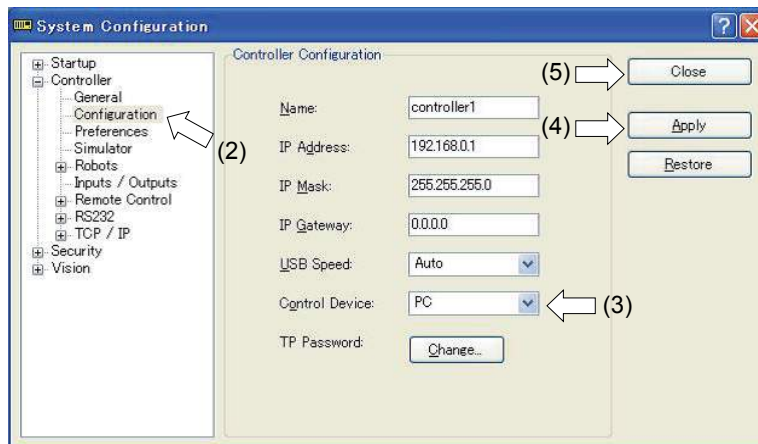 System Configuration
Startup
Controller
General
Configuration
Preferences
Simulator
Robots
Inputs / Outputs
Remote Control
RS232
TCP / IP
Security
Vision
(2)
Controller Configuration
Name: controller1
IP Address: 192.168.0.1
IP Mask: 255.255.255.0
IP Gateway: 0.0.0.0
USB Speed: Auto
Control Device: PC
(3)
TP Password: Change...
(5)
Close
(4)
Apply
Restore